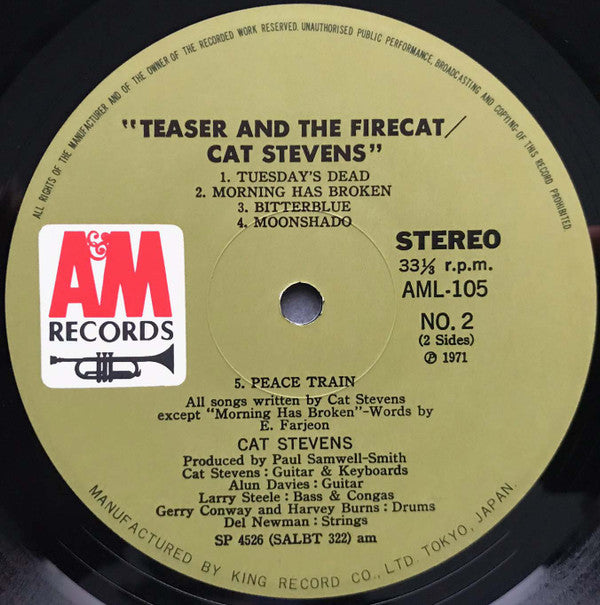 ALL RIGHTS OF THE MANUFACTURER AND OF THE OWNER OF THE RECORDED WORK RESERVED. UNAUTHORISED PUBLIC PERFORMANCE, BROADCASTING AND COPYING OF THIS RECORD PROHIBITED
"TEASER AND THE FIRECAT/
CAT STEVENS"
1. TUESDAY'S DEAD
2. MORNING HAS BROKEN
3. BITTERBLUE
4. MOONSHADO
A&M
RECORDS
STEREO
33⅓ r.p.m.
AML-105
NO. 2
(2 Sides)
℗ 1971
5. PEACE TRAIN
All songs written by Cat Stevens
except "Morning Has Broken"-Words by
E. Farjeon
CAT STEVENS
Produced by Paul Samwell-Smith
Cat Stevens : Guitar & Keyboards
Alun Davies : Guitar
Larry Steele : Bass & Congas
Gerry Conway and Harvey Burns : Drums
Del Newman : Strings
SP 4526 (SALBT 322) am
MANUFACTURED BY KING RECORD CO., LTD. TOKYO, JAPAN.